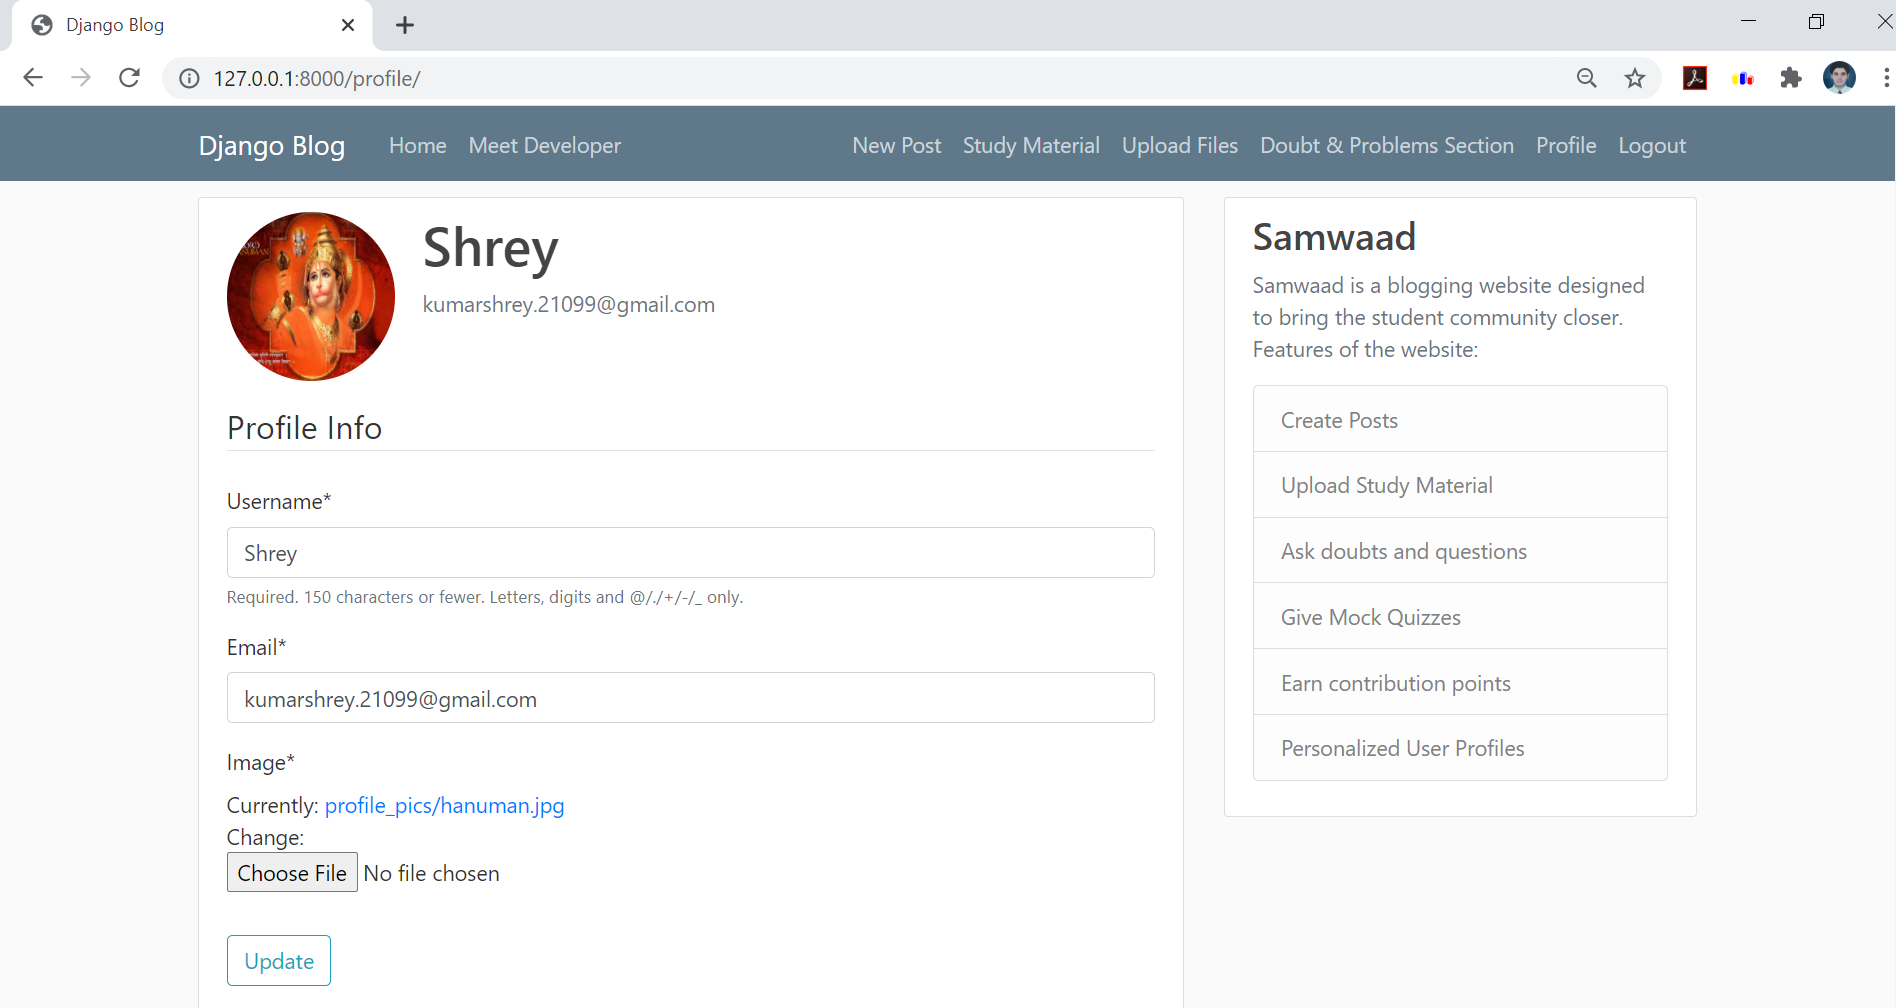 Django Blog
127.0.0.1:8000/profile/
Django Blog Home Meet Developer New Post Study Material Upload Files Doubt & Problems Section Profile Logout
Shrey
kumarshrey.21099@gmail.com
Profile Info
Username*
Shrey
Required. 150 characters or fewer. Letters, digits and @/./+/-/_ only.
Email*
kumarshrey.21099@gmail.com
Image*
Currently: profile_pics/hanuman.jpg
Change:
Choose File No file chosen
Update
Samwaad
Samwaad is a blogging website designed
to bring the student community closer.
Features of the website:
Create Posts
Upload Study Material
Ask doubts and questions
Give Mock Quizzes
Earn contribution points
Personalized User Profiles